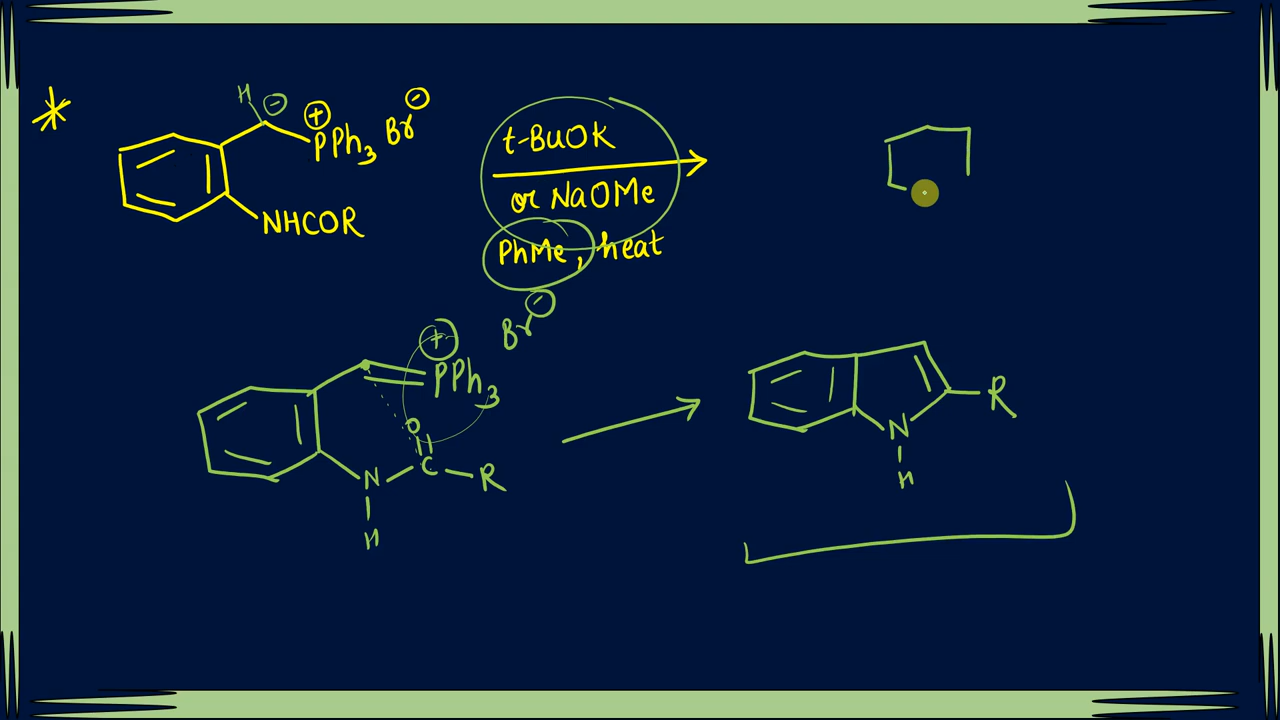 *
H ⊖
⊕
PPh₃ Br⊖
NHCOR
t-BuOK
or NaOMe
PhMe, heat
Br⊖
⊕
PPh₃
O
N C R
H
N R
H